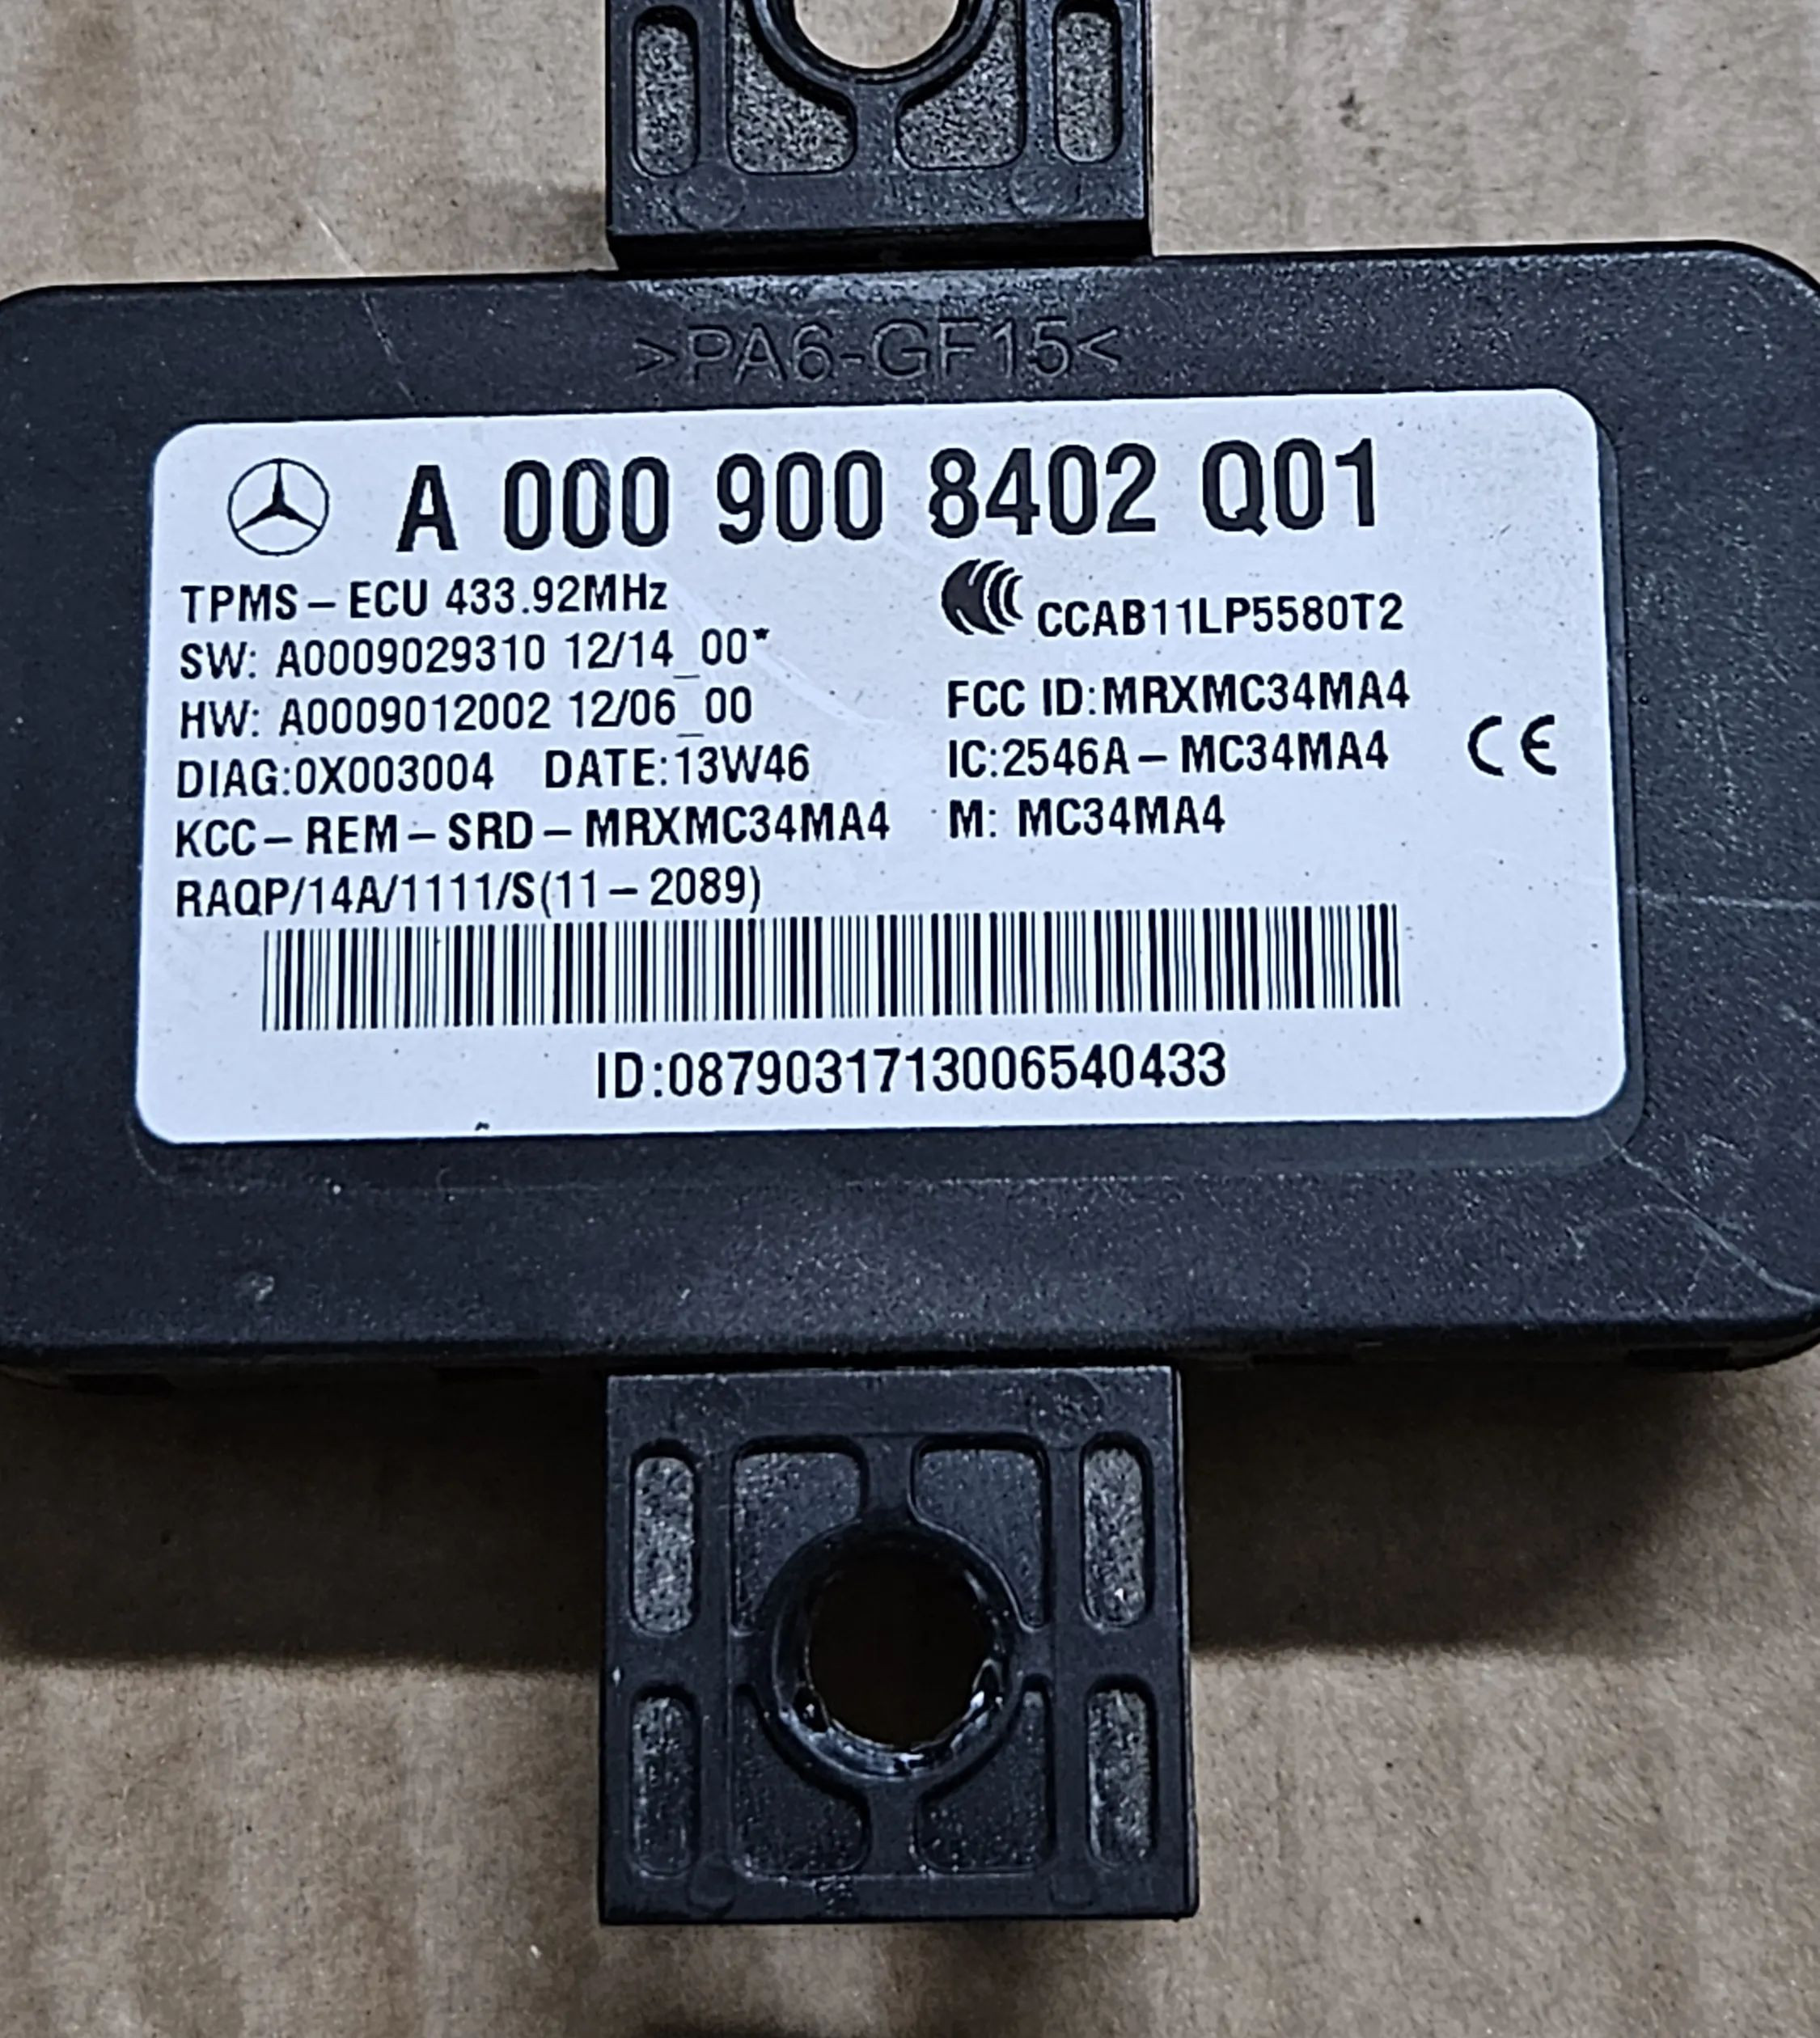 >PA6-GF15<
A 000 900 8402 Q01
TPMS – ECU 433.92MHz
CCAB11LP5580T2
SW: A0009029310 12/14_00*
HW: A0009012002 12/06_00
FCC ID:MRXMC34MA4
DIAG:0X003004 DATE:13W46
IC:2546A – MC34MA4
CE
KCC – REM – SRD – MRXMC34MA4
M: MC34MA4
RAQP/14A/1111/S(11 – 2089)
ID:0879031713006540433